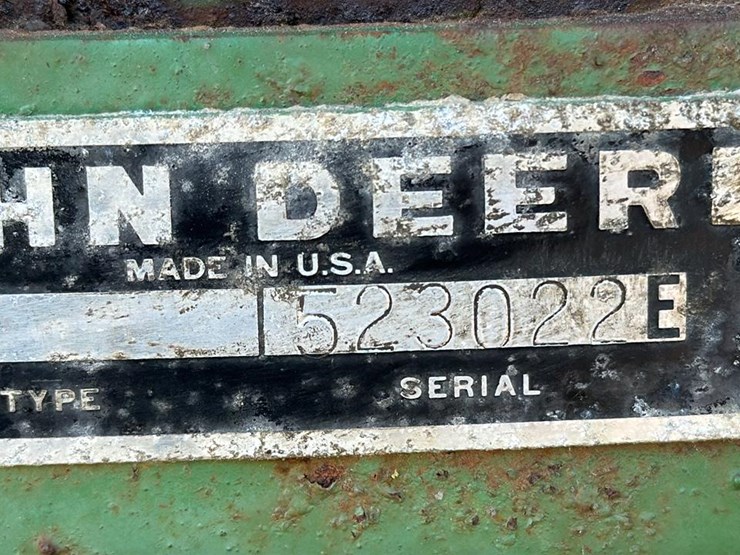 HN DEER
MADE IN U.S.A.
523022E
TYPE SERIAL